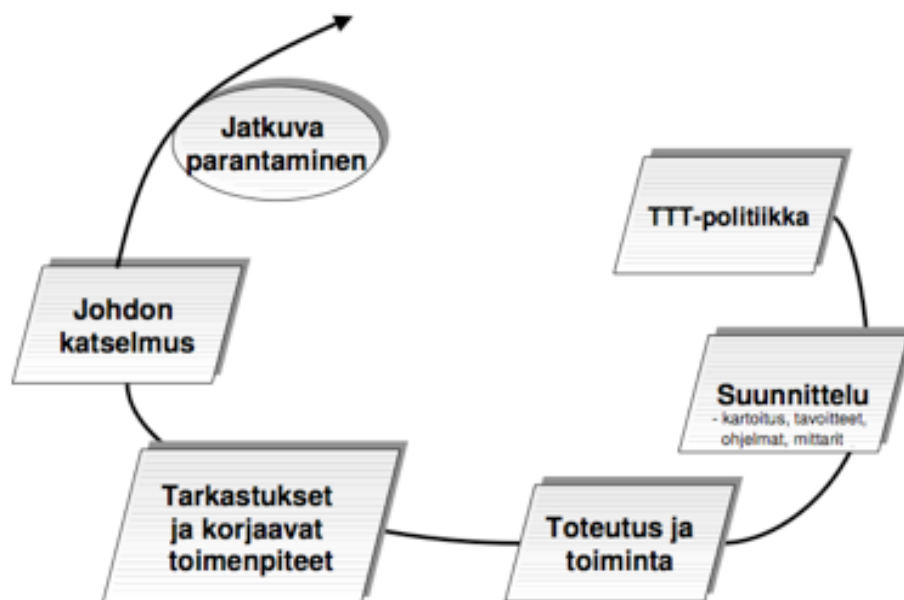 Jatkuva
parantaminen
TTT-politiikka
Johdon
katselmus
Suunnittelu
- kartoitus, tavoitteet,
ohjelmat, mittarit
Tarkastukset
ja korjaavat
toimenpiteet
Toteutus ja
toiminta